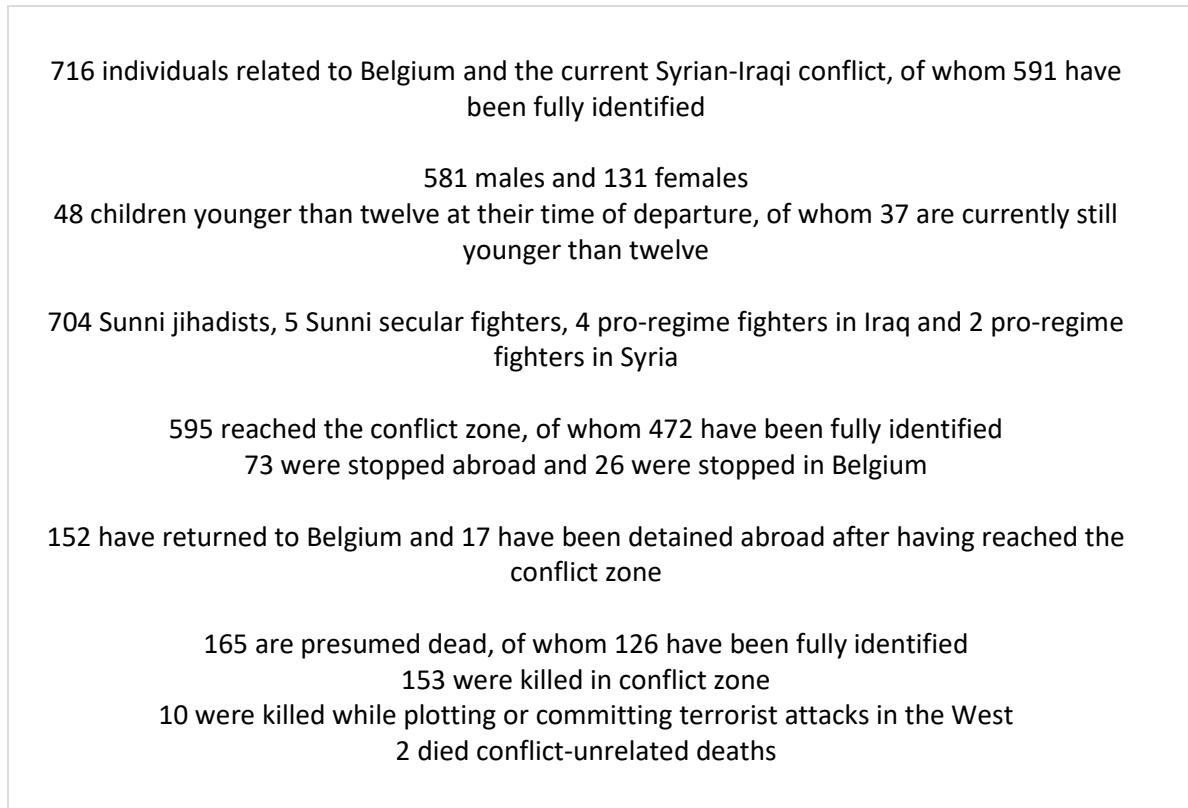 716 individuals related to Belgium and the current Syrian-Iraqi conflict, of whom 591 have
been fully identified
581 males and 131 females
48 children younger than twelve at their time of departure, of whom 37 are currently still
younger than twelve
704 Sunni jihadists, 5 Sunni secular fighters, 4 pro-regime fighters in Iraq and 2 pro-regime
fighters in Syria
595 reached the conflict zone, of whom 472 have been fully identified
73 were stopped abroad and 26 were stopped in Belgium
152 have returned to Belgium and 17 have been detained abroad after having reached the
conflict zone
165 are presumed dead, of whom 126 have been fully identified
153 were killed in conflict zone
10 were killed while plotting or committing terrorist attacks in the West
2 died conflict-unrelated deaths